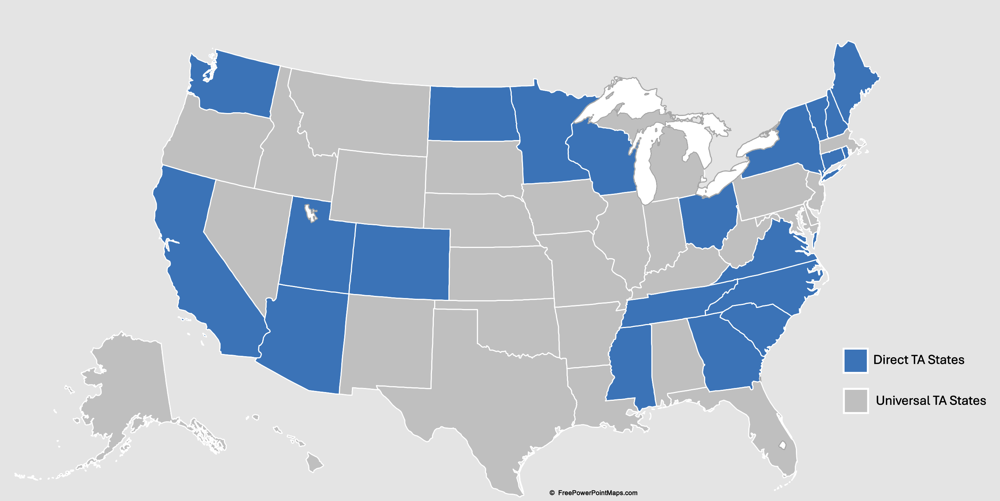 Direct TA States
Universal TA States
© FreePowerPointMaps.com